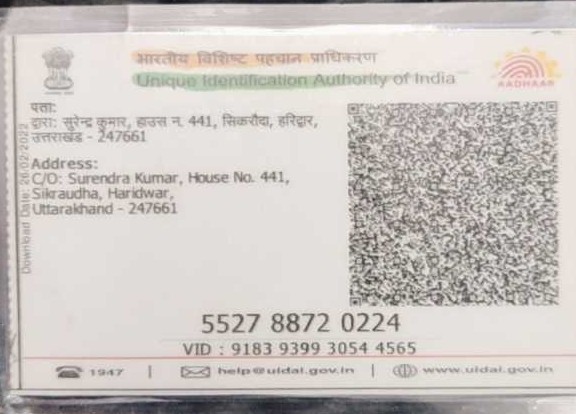 भारतीय विशिष्ट पहचान प्राधिकरण
Unique Identification Authority of India
AADHAAR
पता:
द्वारा: सुरेन्द्र कुमार, हाउस न. 441, सिकरौदा, हरिद्वार,
उत्तराखंड - 247661
Address:
C/O: Surendra Kumar, House No. 441,
Sikraudha, Haridwar,
Uttarakhand - 247661
Download Date: 26/02/2022
5527 8872 0224
VID : 9183 9399 3054 4565
1947 | help@uidai.gov.in | www.uidai.gov.in